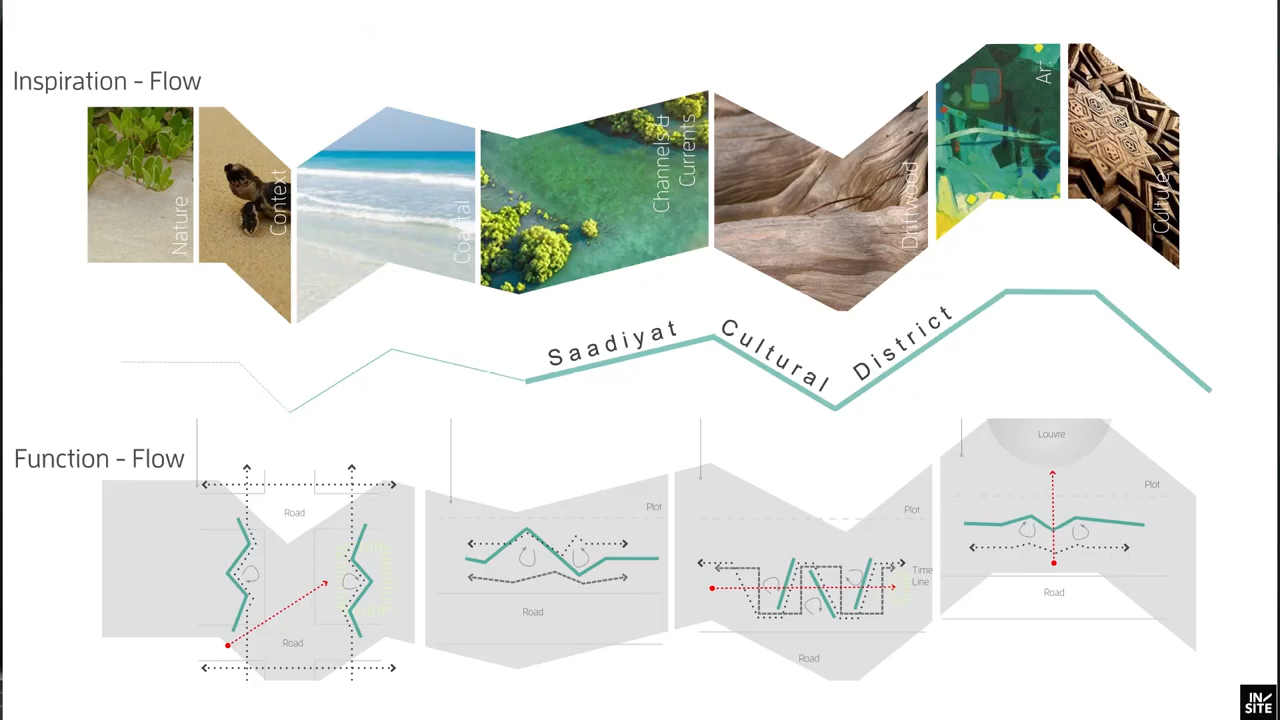 Inspiration - Flow
Nature
Context
Coastal
Channels &
Currents
Driftwood
Art
Culture
Saadiyat Cultural District
Function - Flow
Road
Road
Plot
Road
Plot
Time
Line
Road
Louvre
Plot
Road
IN/
SITE